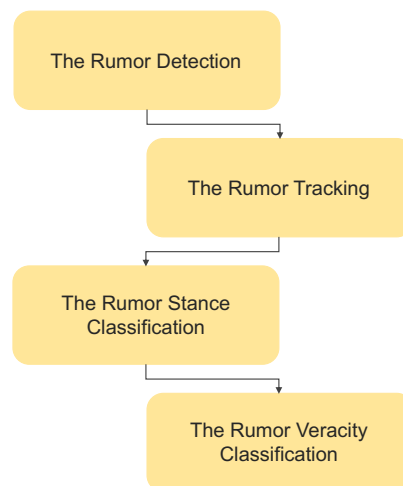 The Rumor Detection
The Rumor Tracking
The Rumor Stance
Classification
The Rumor Veracity
Classification